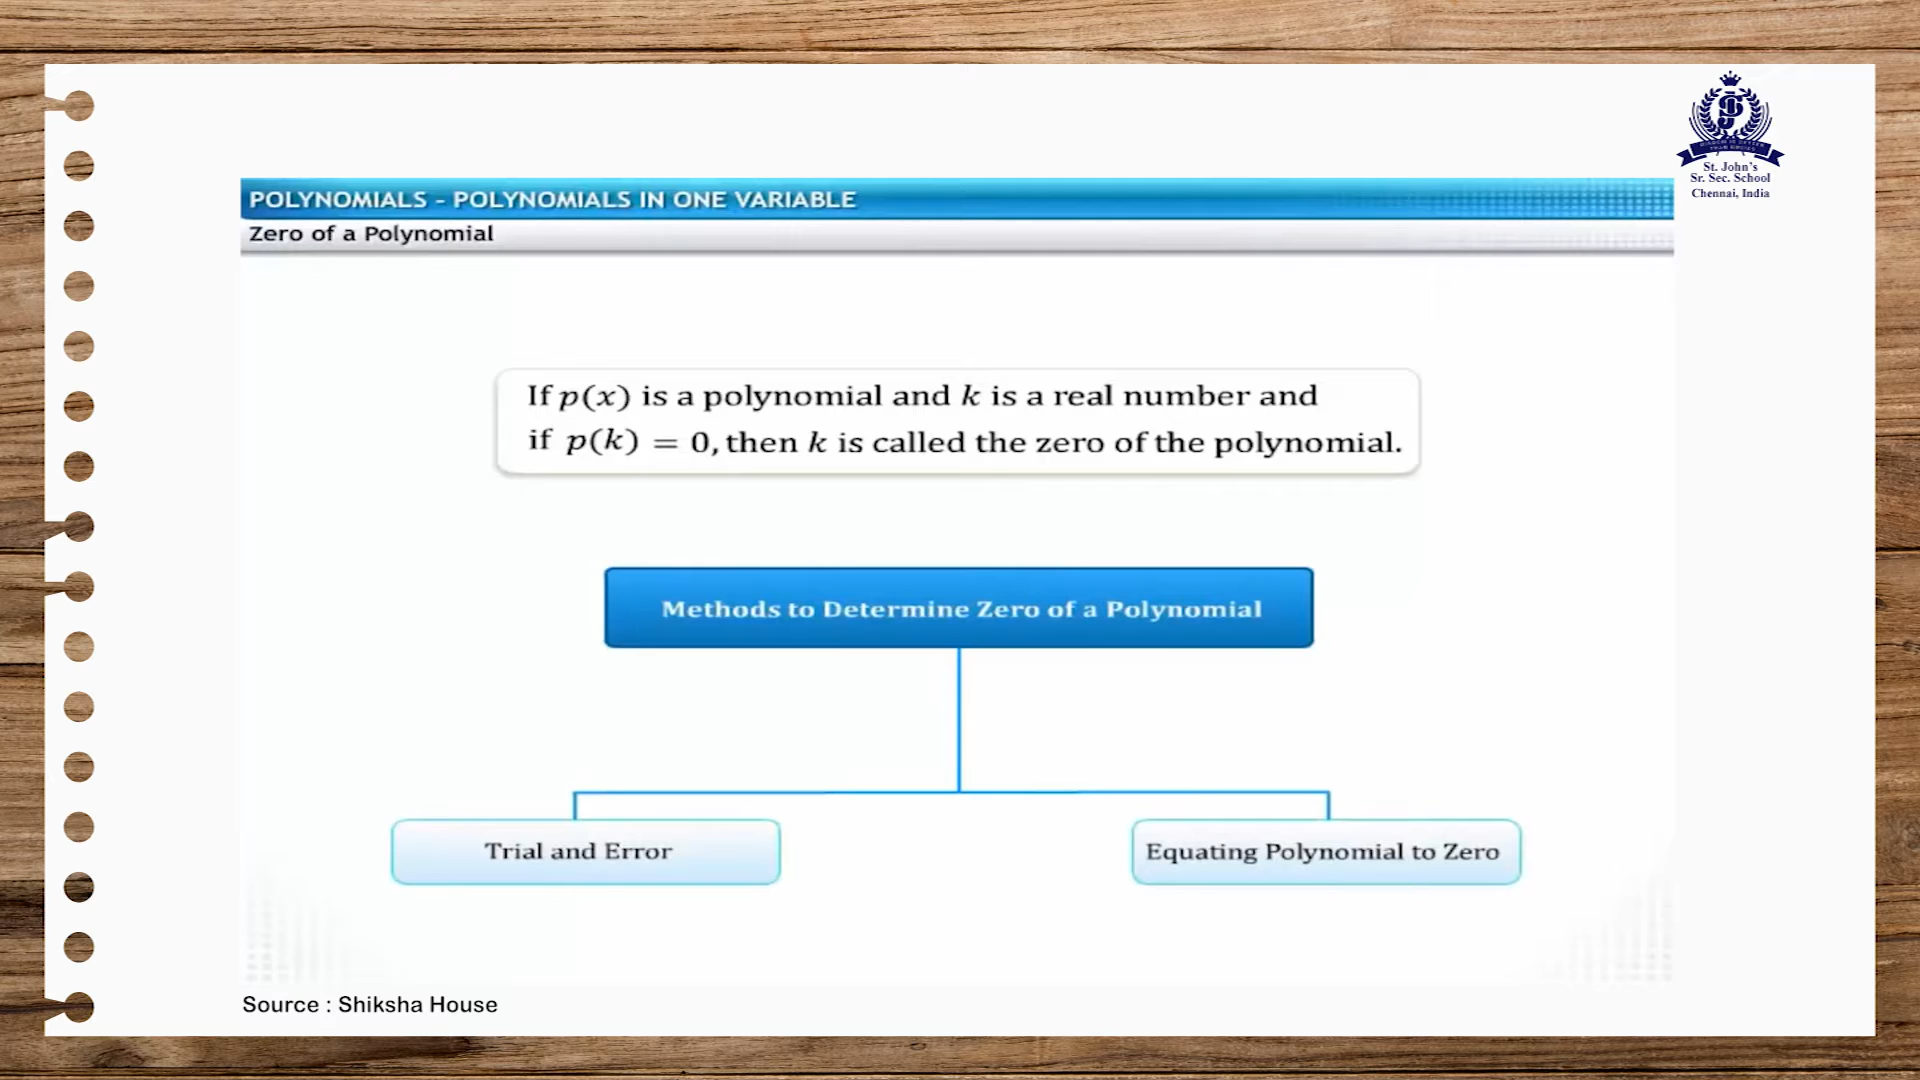 St. John's
Sr. Sec. School
Chennai, India
POLYNOMIALS - POLYNOMIALS IN ONE VARIABLE
Zero of a Polynomial
If p(x) is a polynomial and k is a real number and
if p(k) = 0, then k is called the zero of the polynomial.
Methods to Determine Zero of a Polynomial
Trial and Error
Equating Polynomial to Zero
Source : Shiksha House